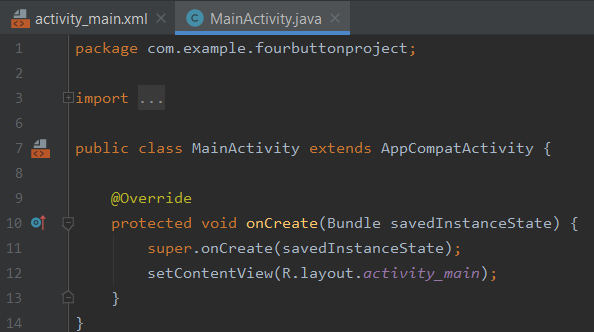 activity_main.xml MainActivity.java
1 package com.example.fourbuttonproject;
2
3 import ...
6
7 public class MainActivity extends AppCompatActivity {
8
9 @Override
10 protected void onCreate(Bundle savedInstanceState) {
11 super.onCreate(savedInstanceState);
12 setContentView(R.layout.activity_main);
13 }
14 }